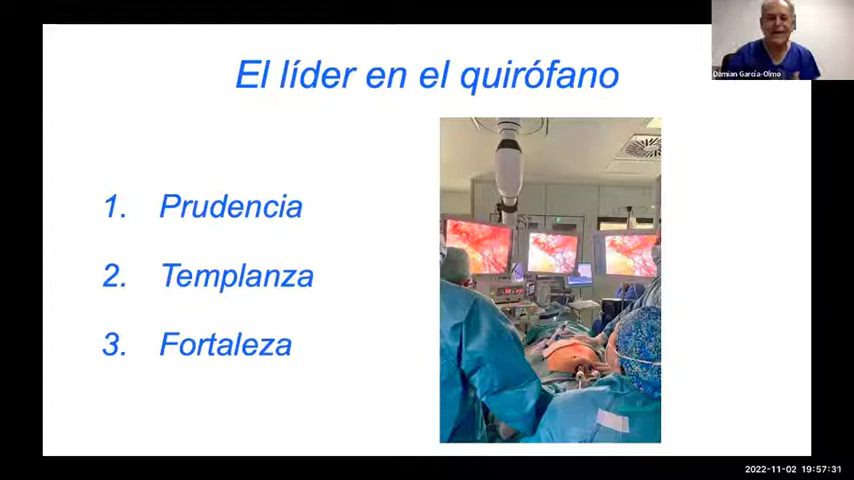 El líder en el quirófano
Damian García-Olmo
1. Prudencia
2. Templanza
3. Fortaleza
2022-11-02 19:57:31